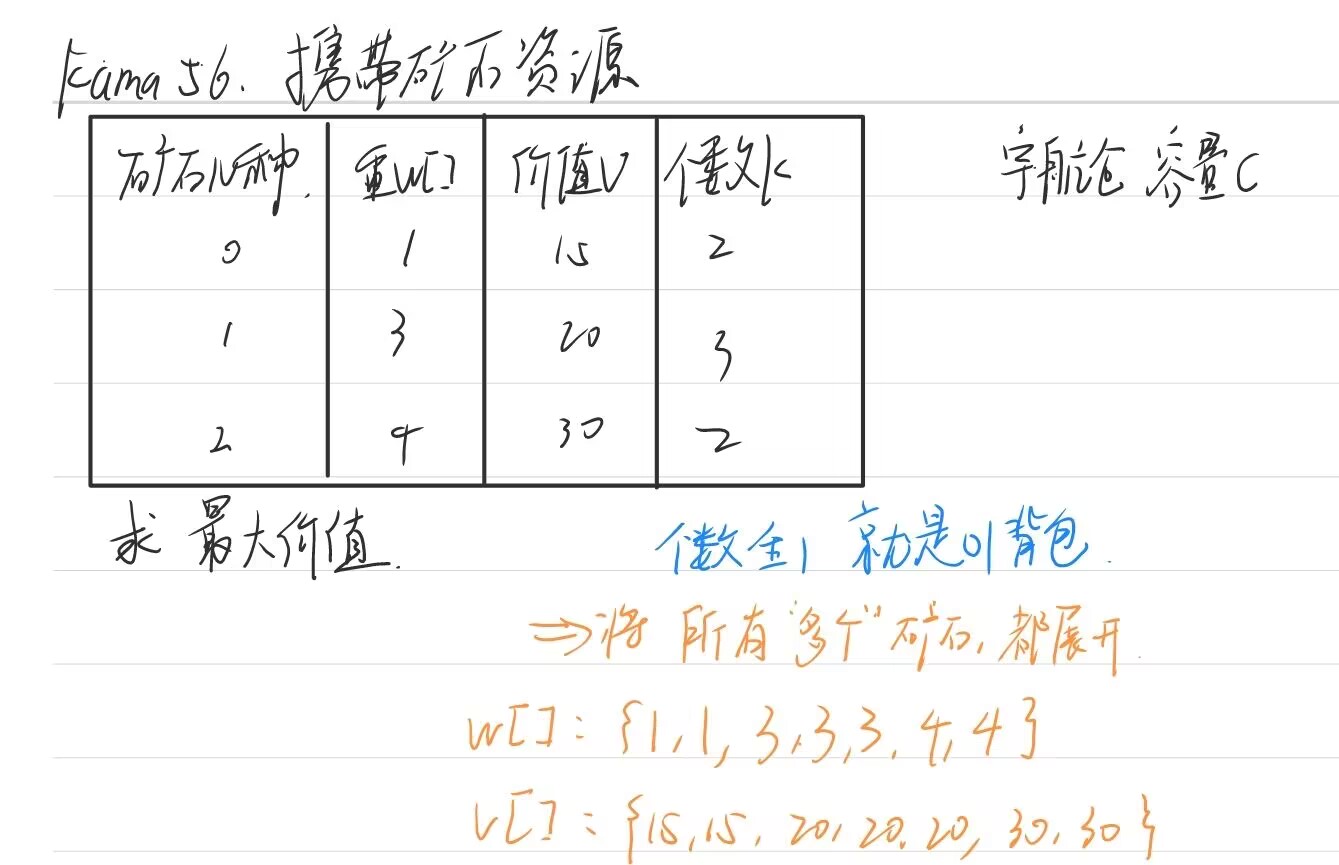 kama 56. 携带矿石资源
矿石N种. 重W[] 价值V 个数k 宇航仓 容量C
0 1 15 2
1 3 20 3
2 4 30 2
求 最大价值.
个数全1 就是01背包.
⇒将 所有"多个"矿石, 都展开.
W[]: {1,1,3,3,3,4,4}
V[]: {15,15,20,20,20,30,30}